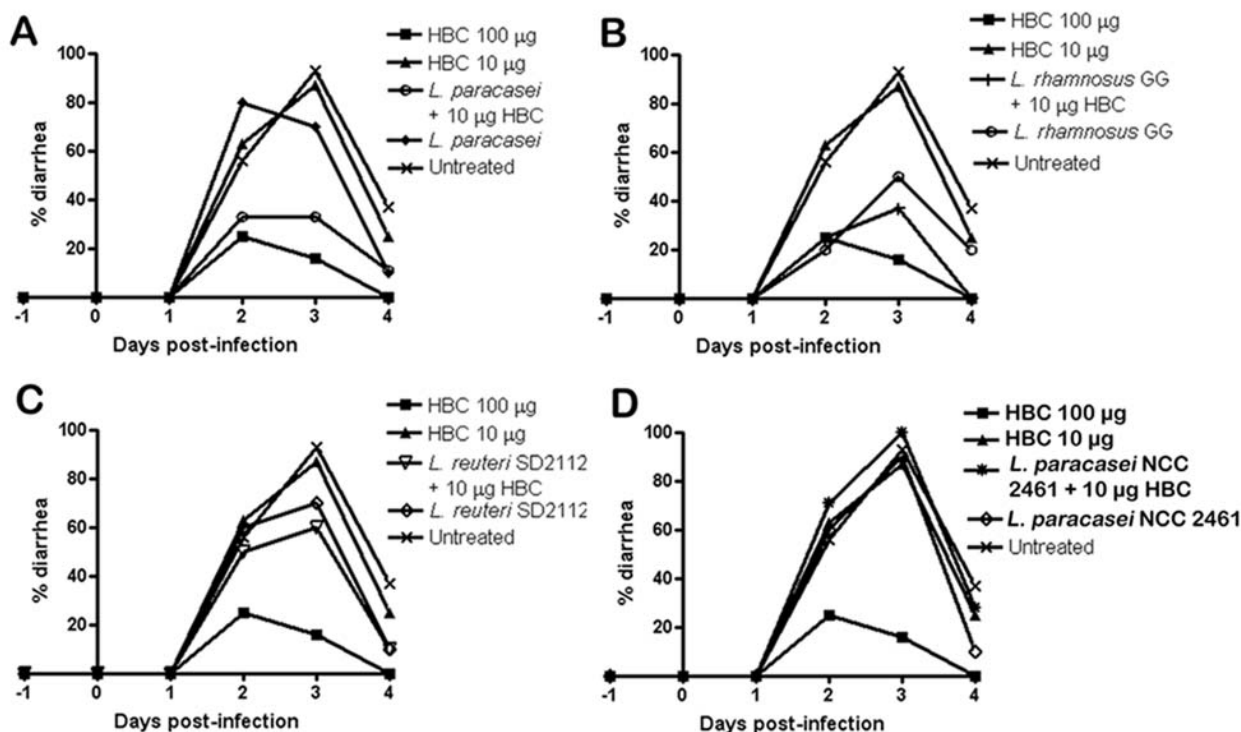 A
HBC 100 µg
HBC 10 µg
L. paracasei
+ 10 µg HBC
L. paracasei
Untreated
% diarrhea
100
80
60
40
20
-1 0 1 2 3 4
Days post-infection
B
HBC 100 µg
HBC 10 µg
L. rhamnosus GG
+ 10 µg HBC
L. rhamnosus GG
Untreated
% diarrhea
100
80
60
40
20
-1 0 1 2 3 4
Days post-infection
C
HBC 100 µg
HBC 10 µg
L. reuteri SD2112
+ 10 µg HBC
L. reuteri SD2112
Untreated
% diarrhea
100
80
60
40
20
-1 0 1 2 3 4
Days post-infection
D
HBC 100 µg
HBC 10 µg
L. paracasei NCC
2461 + 10 µg HBC
L. paracasei NCC 2461
Untreated
% diarrhea
100
80
60
40
20
-1 0 1 2 3 4
Days post-infection